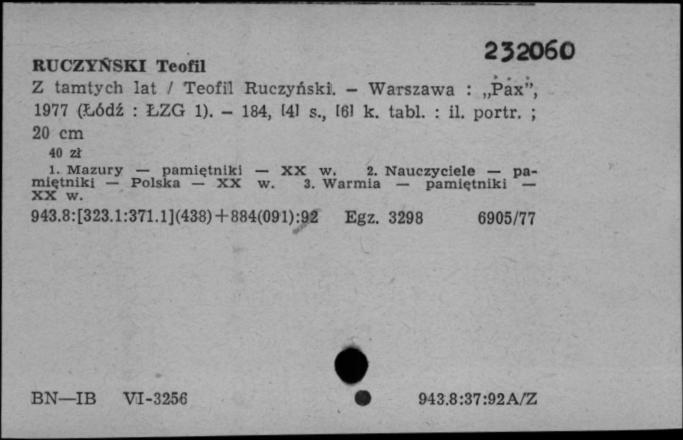 232060
RUCZYŃSKI Teofil
Z tamtych lat / Teofil Ruczyński. — Warszawa : „Pax”,
1977 (Łódź : ŁZG 1). — 184, [4] s., [6] k. tabl. : il. portr. ;
20 cm
40 zł
1. Mazury — pamiętniki — XX w. 2. Nauczyciele — pa-
miętniki — Polska — XX w. 3. Warmia — pamiętniki —
XX w.
943.8:[323.1:371.1](438)+884(091):92 Egz. 3298 6905/77
BN—IB VI-3256 943.8:37:92A/Z